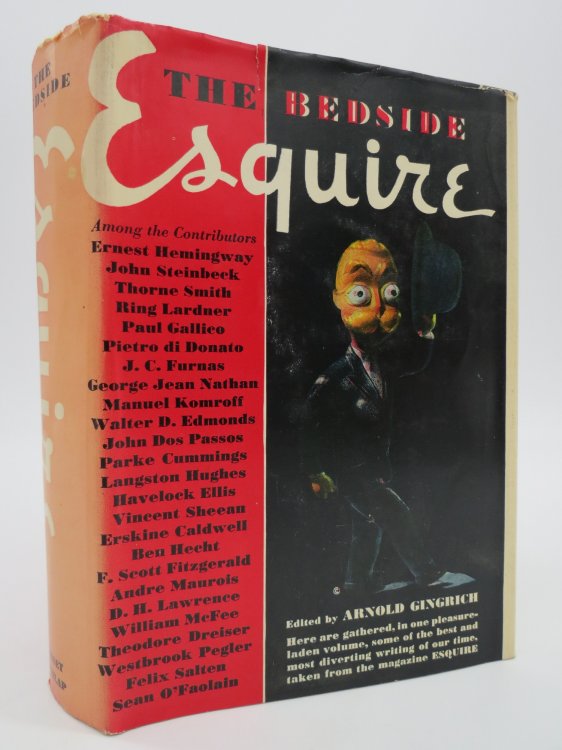 THE BEDSIDE
Esquire
Among the Contributors
Ernest Hemingway
John Steinbeck
Thorne Smith
Ring Lardner
Paul Gallico
Pietro di Donato
J. C. Furnas
George Jean Nathan
Manuel Komroff
Walter D. Edmonds
John Dos Passos
Parke Cummings
Langston Hughes
Havelock Ellis
Vincent Sheean
Erskine Caldwell
Ben Hecht
F. Scott Fitzgerald
Andre Maurois
D. H. Lawrence
William McFee
Theodore Dreiser
Westbrook Pegler
Felix Salten
Sean O'Faolain
©
Edited by ARNOLD GINGRICH
Here are gathered, in one pleasure-
laden volume, some of the best and
most diverting writing of our time,
taken from the magazine ESQUIRE
THE
Esquire